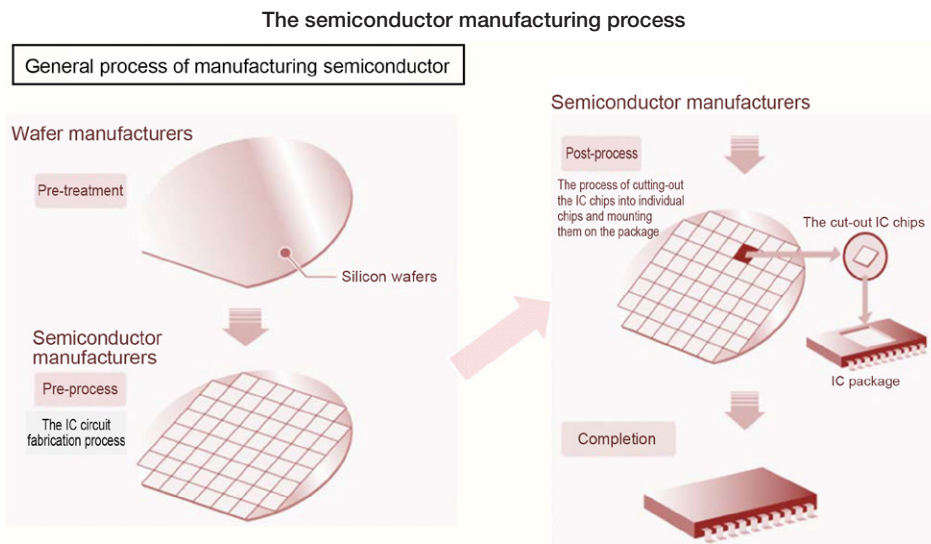 The semiconductor manufacturing process
General process of manufacturing semiconductor
Wafer manufacturers
Pre-treatment
Silicon wafers
Semiconductor
manufacturers
Pre-process
The IC circuit
fabrication process
Semiconductor manufacturers
Post-process
The process of cutting-out
the IC chips into individual
chips and mounting
them on the package
The cut-out IC chips
IC package
Completion